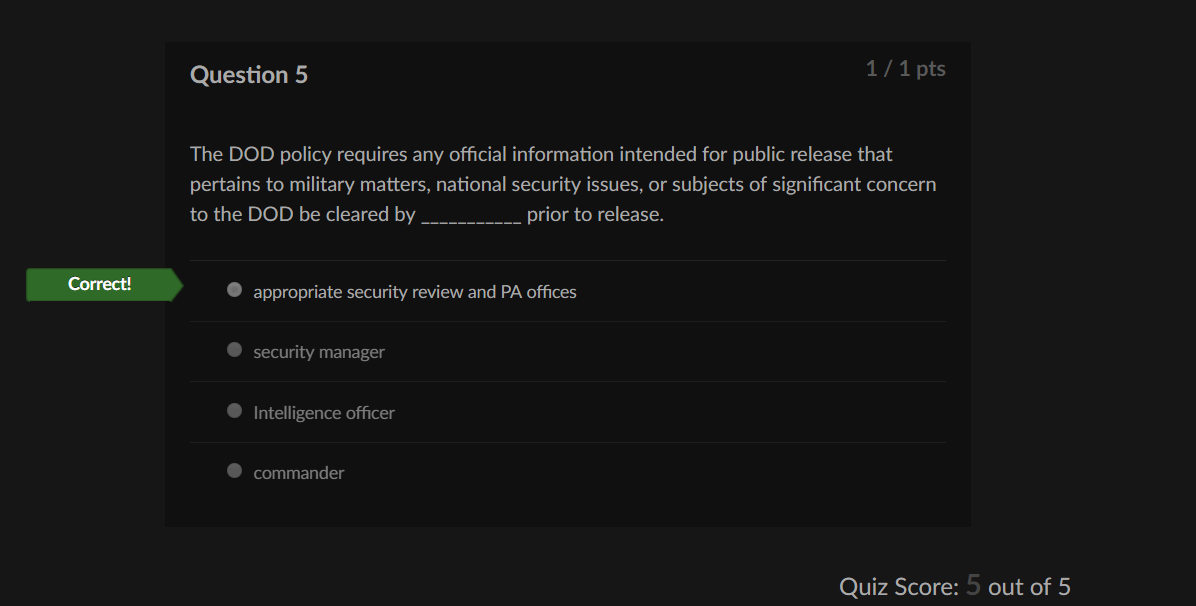 Question 5
1 / 1 pts
The DOD policy requires any official information intended for public release that
pertains to military matters, national security issues, or subjects of significant concern
to the DOD be cleared by ___________ prior to release.
Correct!
appropriate security review and PA offices
security manager
Intelligence officer
commander
Quiz Score: 5 out of 5